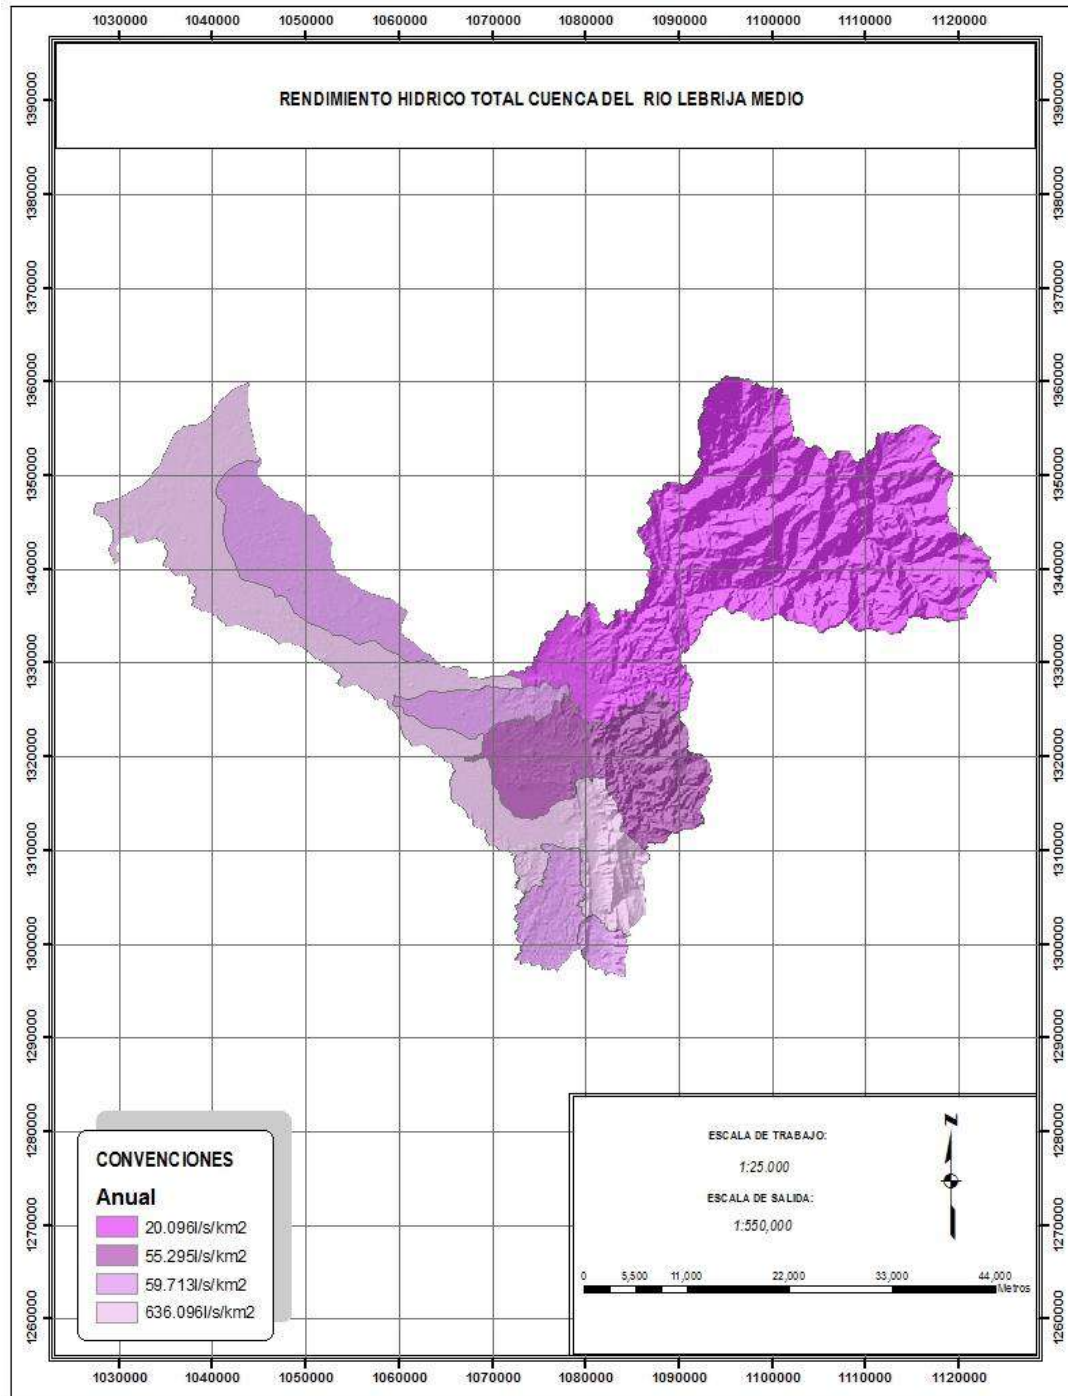 1030000 1040000 1050000 1060000 1070000 1080000 1090000 1100000 1110000 1120000
RENDIMIENTO HIDRICO TOTAL CUENCA DEL RIO LEBRIJA MEDIO
1390000 1390000
1380000 1380000
1370000 1370000
1360000 1360000
1350000 1350000
1340000 1340000
1330000 1330000
1320000 1320000
1310000 1310000
1300000 1300000
1290000 1290000
1280000 1280000
1270000 1270000
1260000 1260000
CONVENCIONES
Anual
20.096l/s/km2
55.295l/s/km2
59.713l/s/km2
636.096l/s/km2
ESCALA DE TRABAJO:
1:25.000
ESCALA DE SALIDA:
1:550,000
N
0 5,500 11,000 22,000 33,000 44,000
Metros
1030000 1040000 1050000 1060000 1070000 1080000 1090000 1100000 1110000 1120000